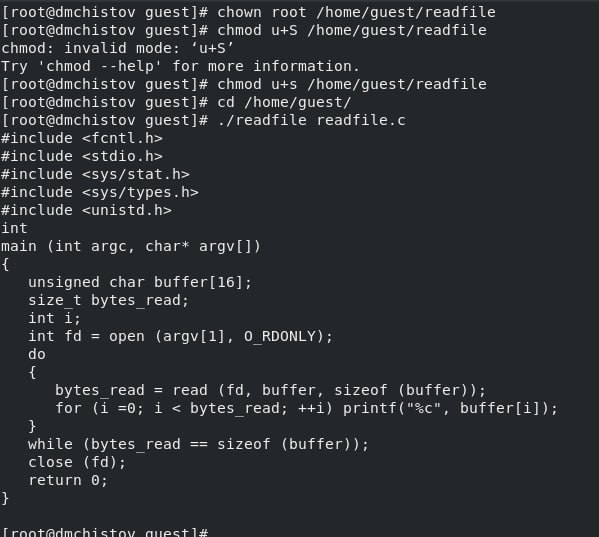 [root@dmchistov guest]# chown root /home/guest/readfile
[root@dmchistov guest]# chmod u+S /home/guest/readfile
chmod: invalid mode: ‘u+S’
Try 'chmod --help' for more information.
[root@dmchistov guest]# chmod u+s /home/guest/readfile
[root@dmchistov guest]# cd /home/guest/
[root@dmchistov guest]# ./readfile readfile.c
#include <fcntl.h>
#include <stdio.h>
#include <sys/stat.h>
#include <sys/types.h>
#include <unistd.h>
int
main (int argc, char* argv[])
{
   unsigned char buffer[16];
   size_t bytes_read;
   int i;
   int fd = open (argv[1], O_RDONLY);
   do
   {
      bytes_read = read (fd, buffer, sizeof (buffer));
      for (i =0; i < bytes_read; ++i) printf("%c", buffer[i]);
   }
   while (bytes_read == sizeof (buffer));
   close (fd);
   return 0;
}
[root@dmchistov guest]#